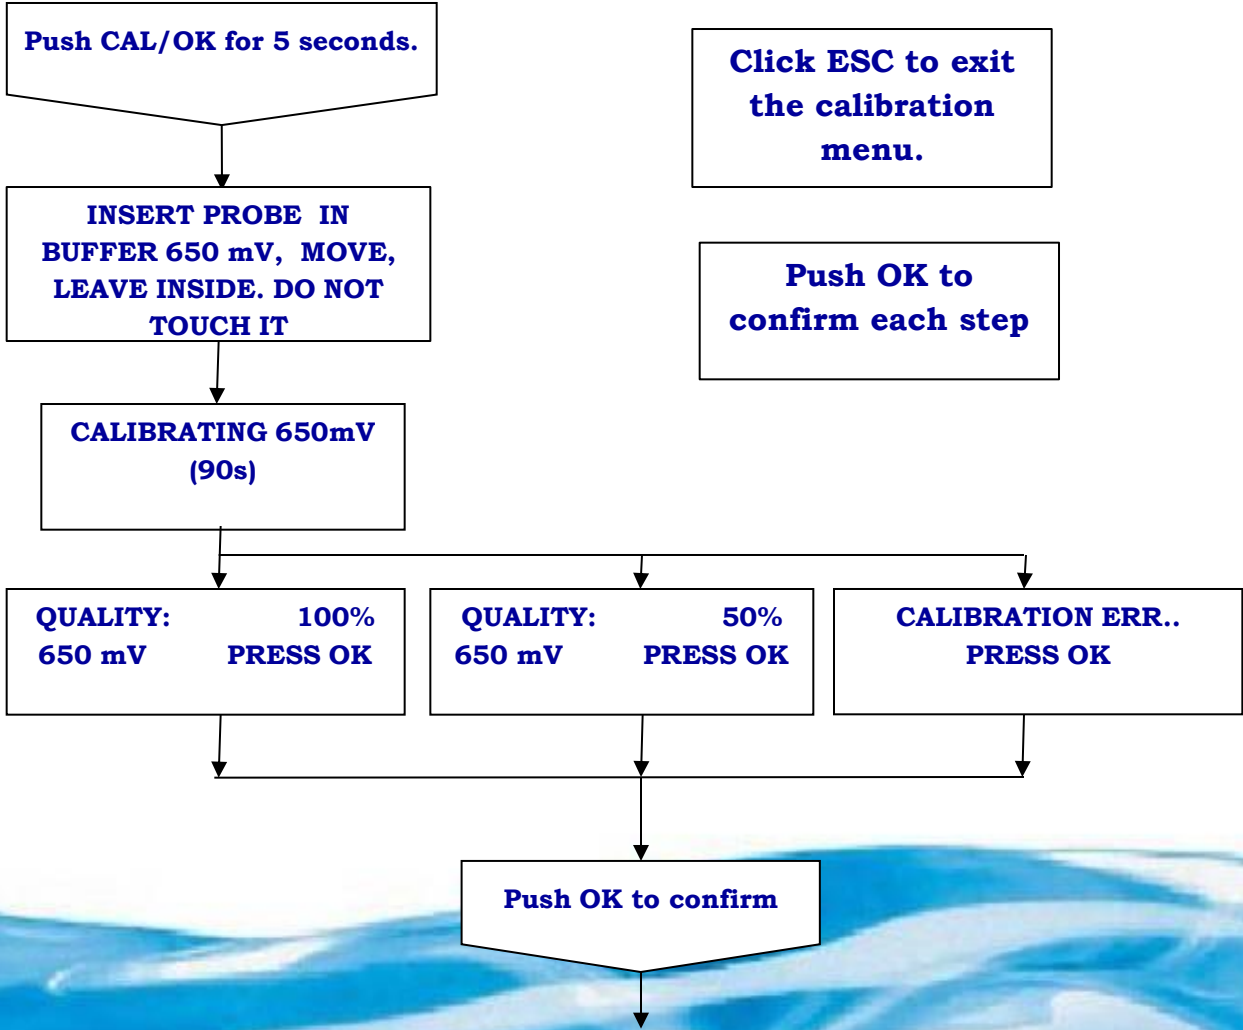 Push CAL/OK for 5 seconds.
Click ESC to exit
the calibration
menu.
INSERT PROBE IN
BUFFER 650 mV, MOVE,
LEAVE INSIDE. DO NOT
TOUCH IT
Push OK to
confirm each step
CALIBRATING 650mV
(90s)
QUALITY: 100%
650 mV PRESS OK
QUALITY: 50%
650 mV PRESS OK
CALIBRATION ERR..
PRESS OK
Push OK to confirm